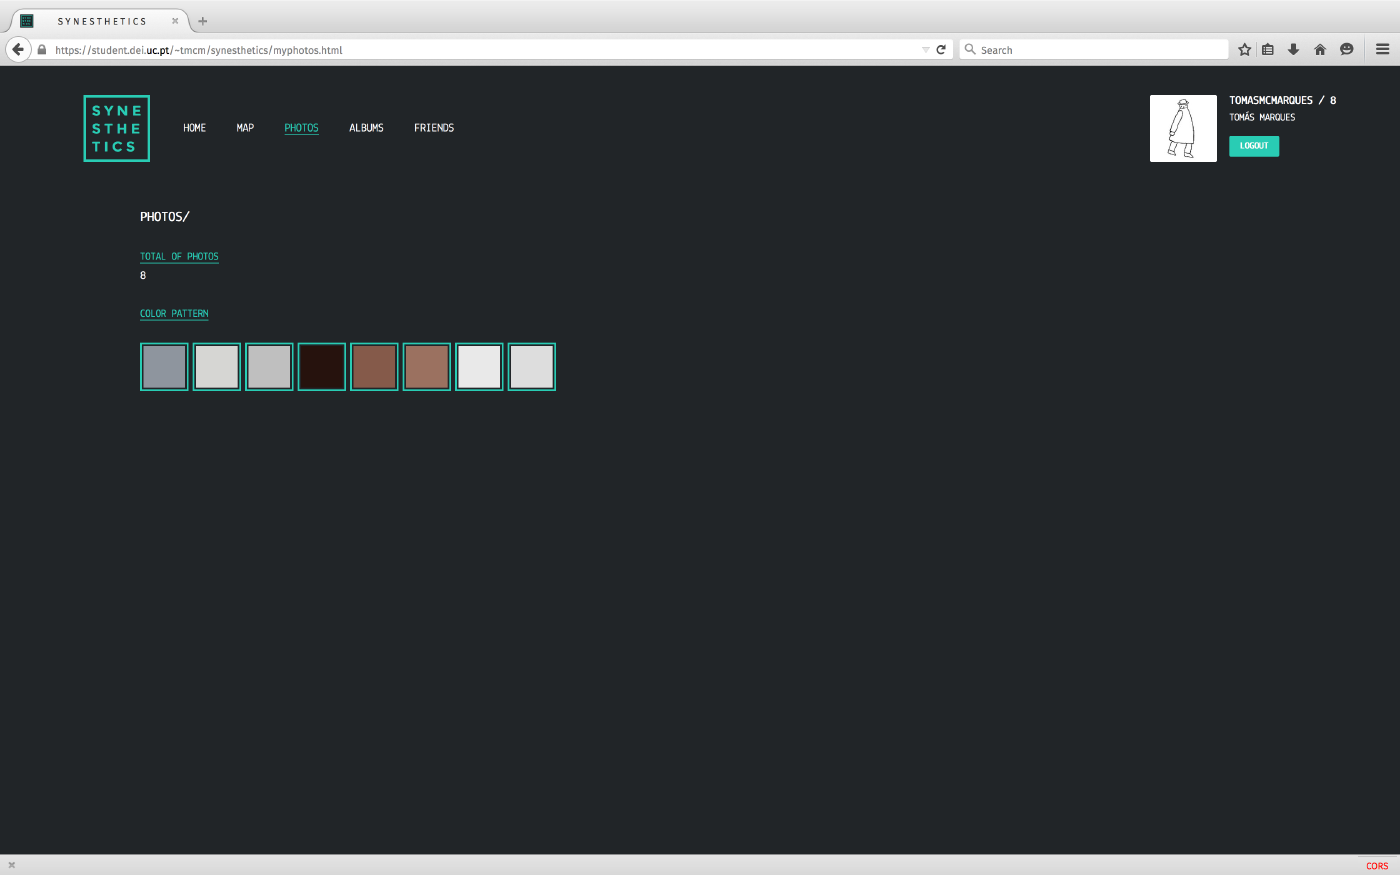 SYNESTHETICS
https://student.dei.uc.pt/~tmcm/synesthetics/myphotos.html
Search
SYNE
STHE
TICS
HOME
MAP
PHOTOS
ALBUMS
FRIENDS
TOMASMCMARQUES / 8
TOMÁS MARQUES
LOGOUT
PHOTOS/
TOTAL OF PHOTOS
8
COLOR PATTERN
CORS